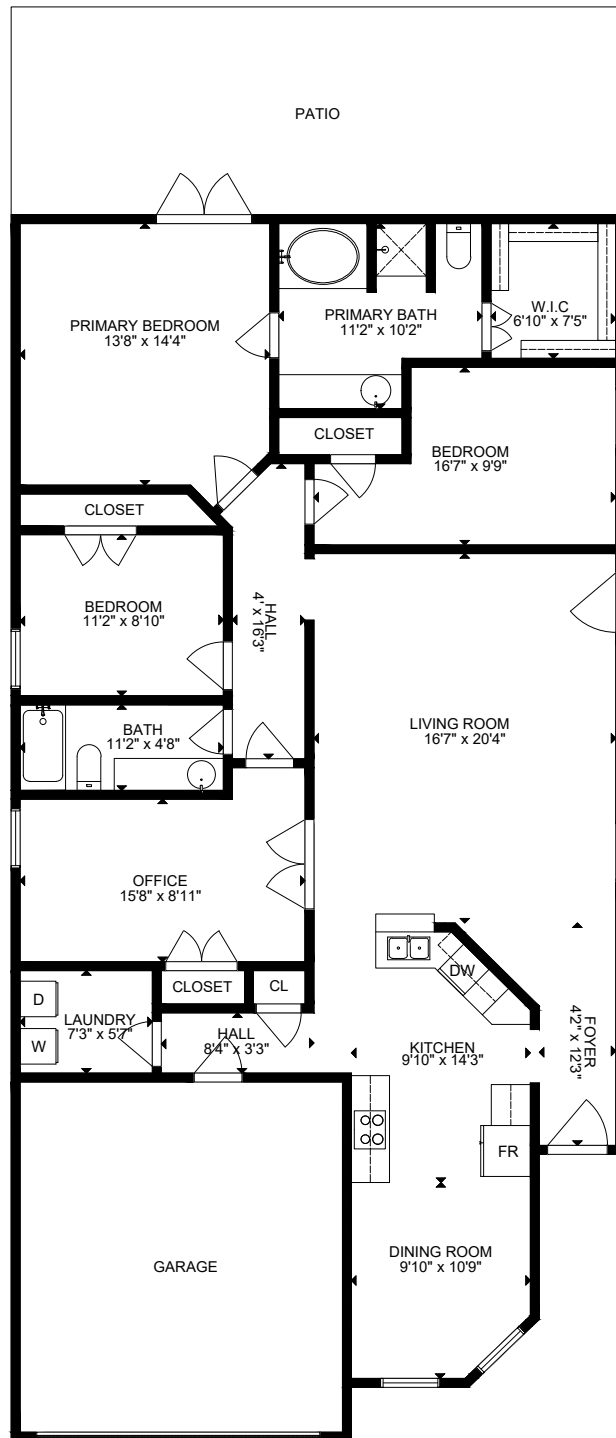 PATIO
PRIMARY BEDROOM
13'8" x 14'4"
PRIMARY BATH
11'2" x 10'2"
W.I.C
6'10" x 7'5"
CLOSET
BEDROOM
16'7" x 9'9"
CLOSET
BEDROOM
11'2" x 8'10"
HALL
4' x 16'3"
BATH
11'2" x 4'8"
LIVING ROOM
16'7" x 20'4"
OFFICE
15'8" x 8'11"
DW
D
W
LAUNDRY
7'3" x 5'7"
CLOSET
CL
HALL
8'4" x 3'3"
KITCHEN
9'10" x 14'3"
FOYER
4'2" x 12'3"
FR
GARAGE
DINING ROOM
9'10" x 10'9"